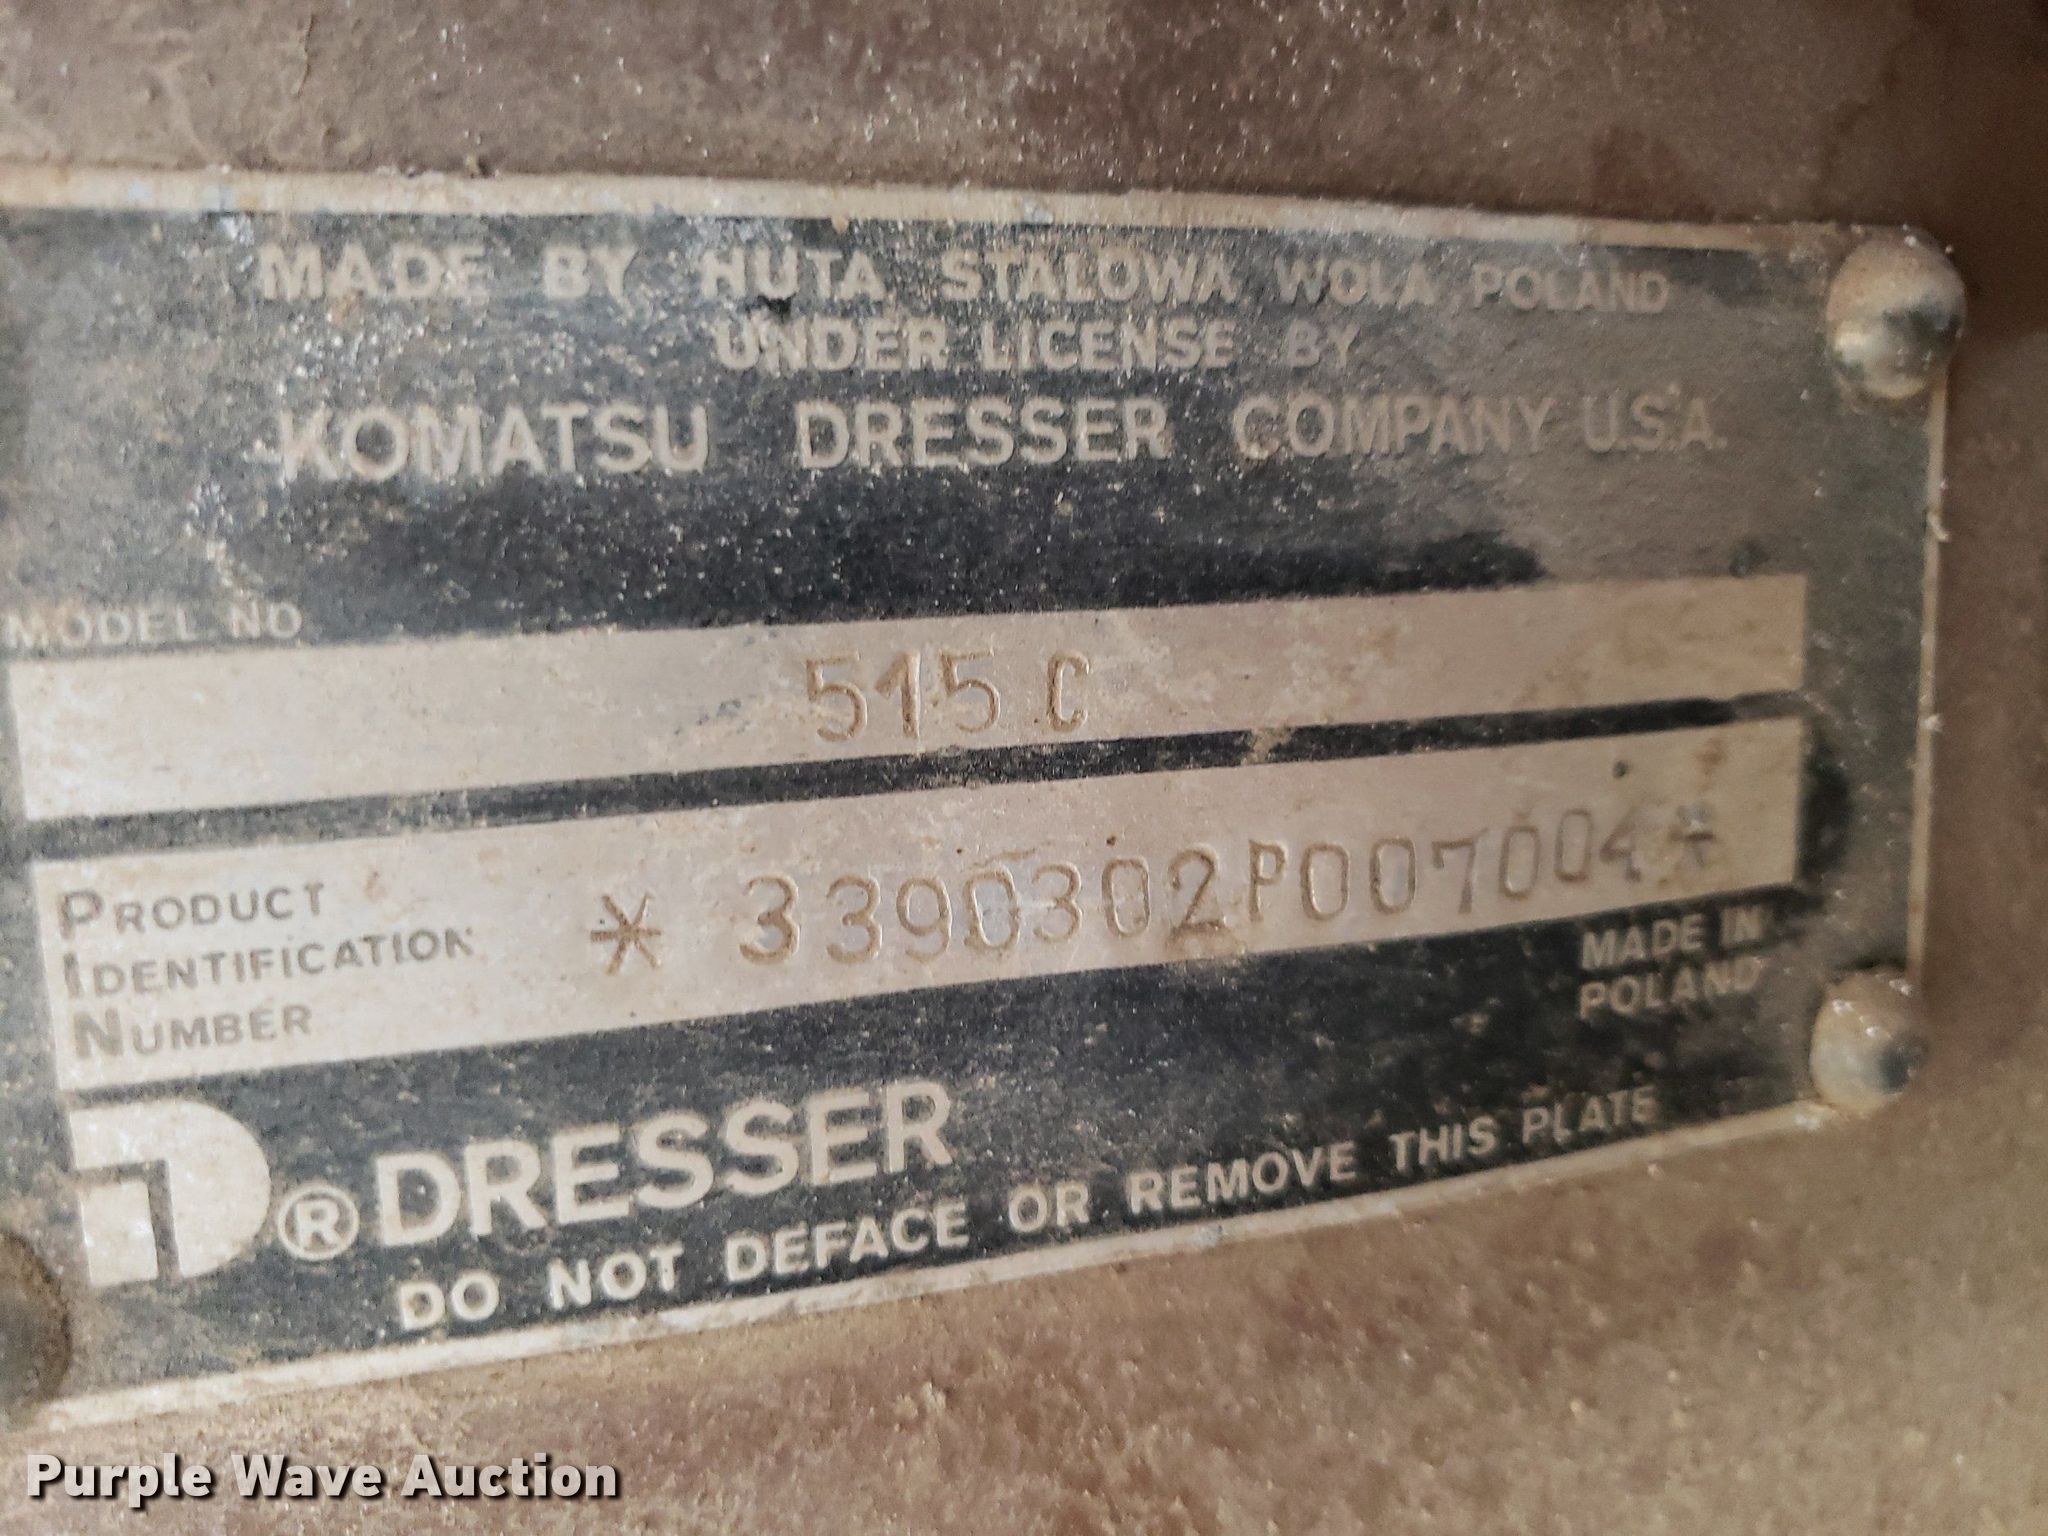 MADE BY HUTA STALOWA WOLA POLAND
UNDER LICENSE BY
KOMATSU DRESSER COMPANY U.S.A.
MODEL NO
515 C
PRODUCT
IDENTIFICATION
NUMBER
* 3390302P007004*
MADE IN
POLAND
D® DRESSER
DO NOT DEFACE OR REMOVE THIS PLATE
Purple Wave Auction